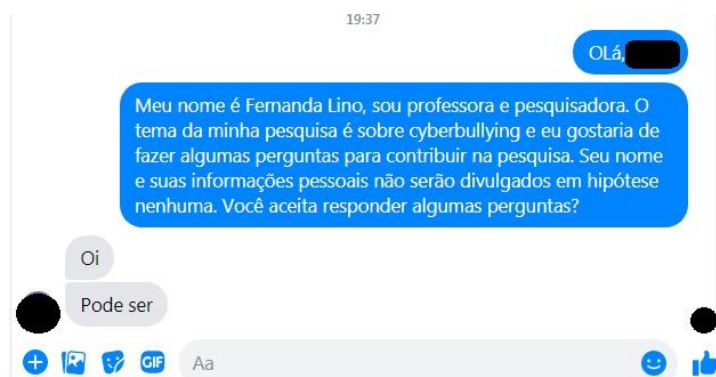 19:37
OLá,
Meu nome é Fernanda Lino, sou professora e pesquisadora. O
tema da minha pesquisa é sobre cyberbullying e eu gostaria de
fazer algumas perguntas para contribuir na pesquisa. Seu nome
e suas informações pessoais não serão divulgados em hipótese
nenhuma. Você aceita responder algumas perguntas?
Oi
Pode ser
GIF
Aa